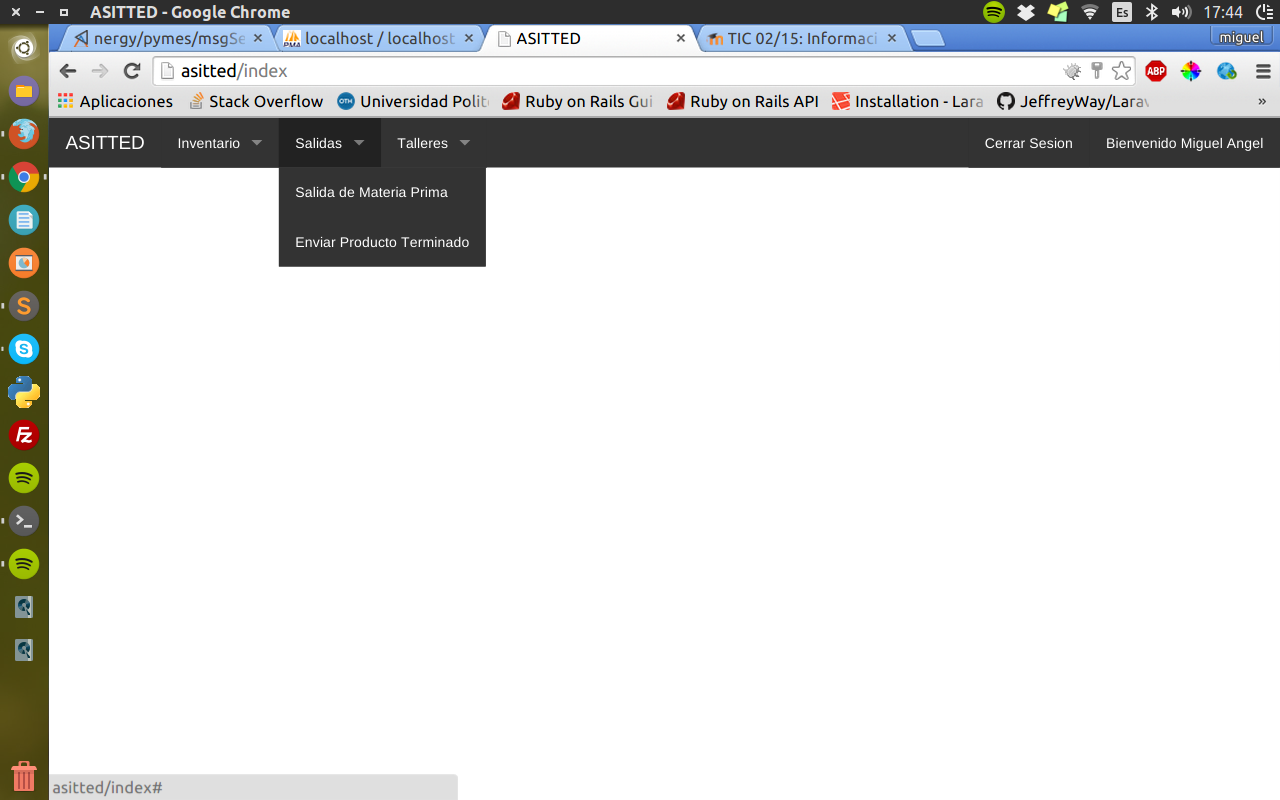 ASITTED - Google Chrome
Es
17:44
nergy/pymes/msgSe
localhost / localhost
ASITTED
TIC 02/15: Informaci
miguel
asitted/index
ABP
Aplicaciones
Stack Overflow
Universidad Polit
Ruby on Rails Gui
Ruby on Rails API
Installation - Lara
JeffreyWay/Larav
»
ASITTED
Inventario
Salidas
Talleres
Cerrar Sesion
Bienvenido Miguel Angel
Salida de Materia Prima
Enviar Producto Terminado
asitted/index#